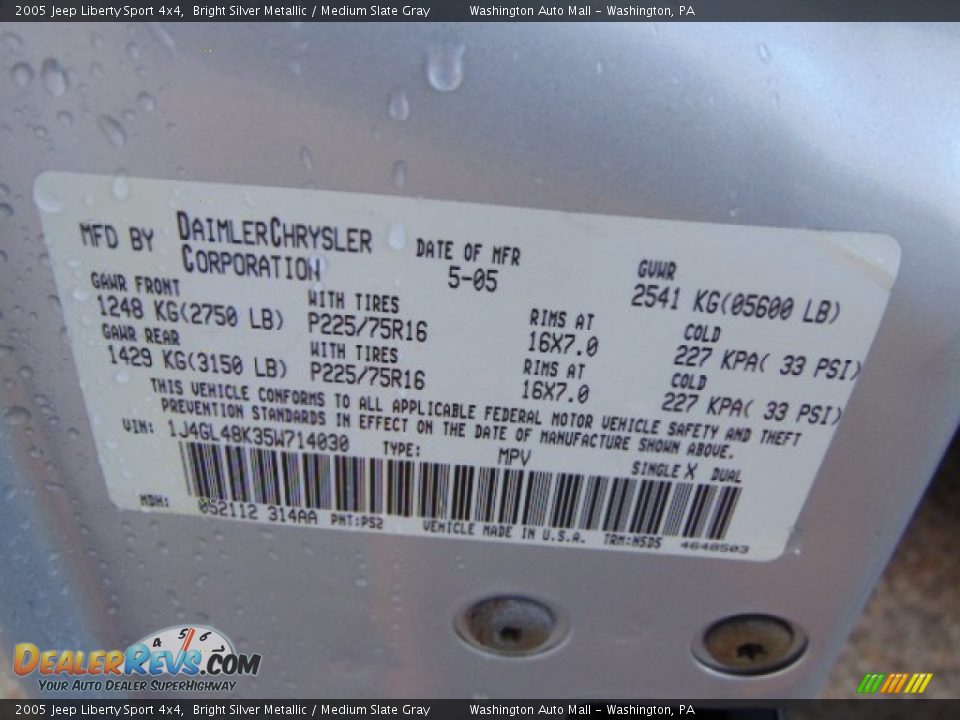 2005 Jeep Liberty Sport 4x4, Bright Silver Metallic / Medium Slate Gray Washington Auto Mall - Washington, PA
MFD BY DAIMLERCHRYSLER CORPORATION
DATE OF MFR 5-05
GVWR 2541 KG(05600 LB)
GAWR FRONT 1248 KG(2750 LB)
WITH TIRES P225/75R16
RIMS AT 16X7.0
COLD 227 KPA( 33 PSI)
GAWR REAR 1429 KG(3150 LB)
WITH TIRES P225/75R16
RIMS AT 16X7.0
COLD 227 KPA( 33 PSI)
THIS VEHICLE CONFORMS TO ALL APPLICABLE FEDERAL MOTOR VEHICLE SAFETY AND THEFT
PREVENTION STANDARDS IN EFFECT ON THE DATE OF MANUFACTURE SHOWN ABOVE.
VIN: 1J4GL48K35W714030 TYPE: MPV SINGLE X DUAL
MDH: 052112 314AA PNT:PS2 VEHICLE MADE IN U.S.A. TRM:M5D5 4648503
4 5 6
DEALERREVS.COM
YOUR AUTO DEALER SUPERHIGHWAY
2005 Jeep Liberty Sport 4x4, Bright Silver Metallic / Medium Slate Gray Washington Auto Mall - Washington, PA